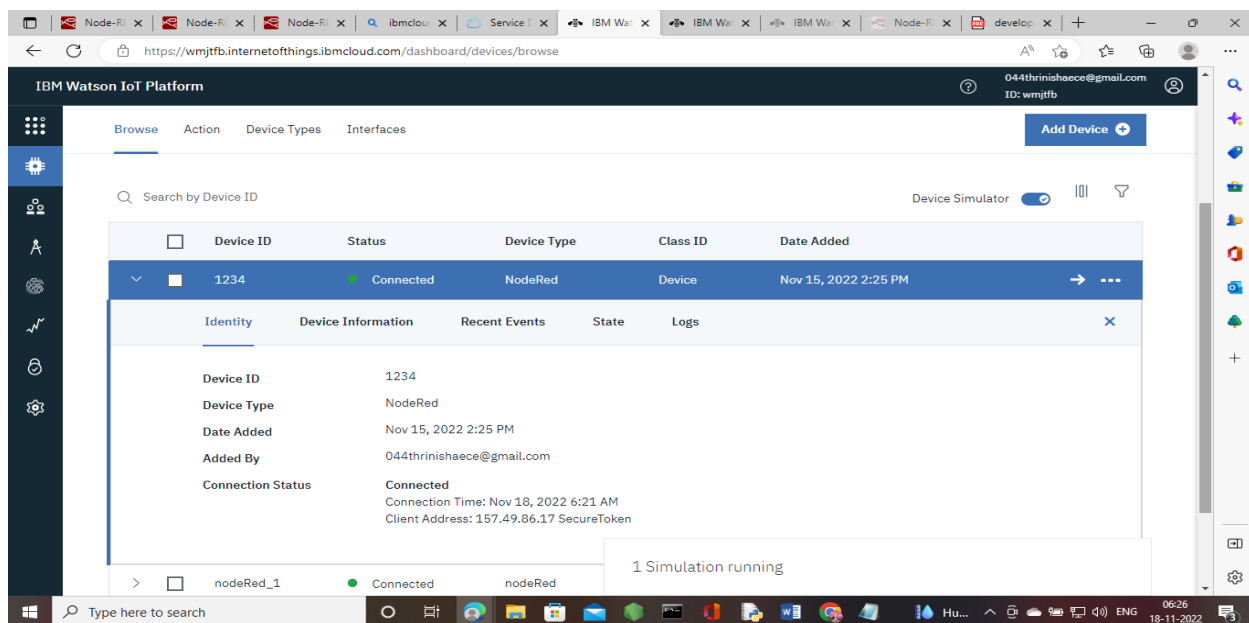 Node-RE Node-RE Node-RE ibmclou Service D IBM Wat IBM Wat IBM Wat Node-R develop
https://wmjtfb.internetofthings.ibmcloud.com/dashboard/devices/browse
IBM Watson IoT Platform
044thrinishaece@gmail.com
ID: wmjtfb
Browse Action Device Types Interfaces Add Device
Search by Device ID Device Simulator
Device ID Status Device Type Class ID Date Added
1234 Connected NodeRed Device Nov 15, 2022 2:25 PM
Identity Device Information Recent Events State Logs
Device ID 1234
Device Type NodeRed
Date Added Nov 15, 2022 2:25 PM
Added By 044thrinishaece@gmail.com
Connection Status Connected
Connection Time: Nov 18, 2022 6:21 AM
Client Address: 157.49.86.17 SecureToken
1 Simulation running
nodeRed_1 Connected nodeRed
Type here to search Hu... ENG 06:26
18-11-2022